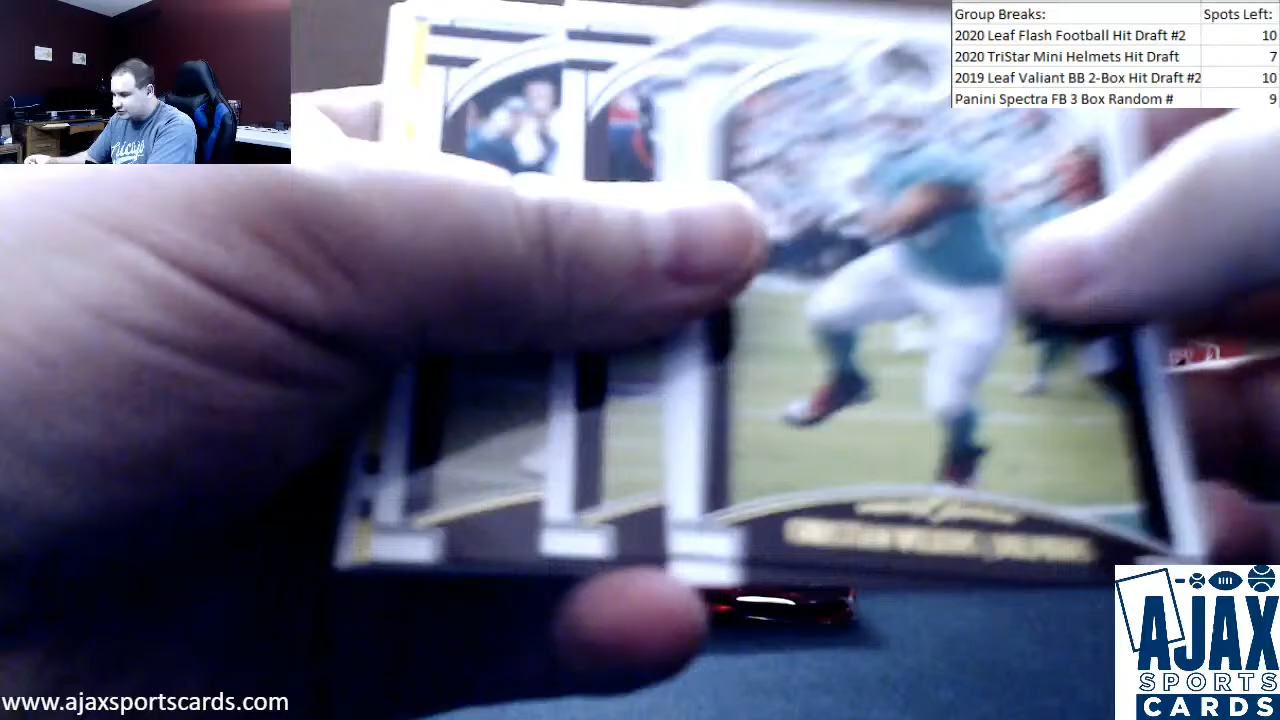 Group Breaks: Spots Left:
2020 Leaf Flash Football Hit Draft #2 10
2020 TriStar Mini Helmets Hit Draft 7
2019 Leaf Valiant BB 2-Box Hit Draft #2 10
Panini Spectra FB 3 Box Random # 9
Chicago
AJAX
SPORTS
CARDS
www.ajaxsportscards.com